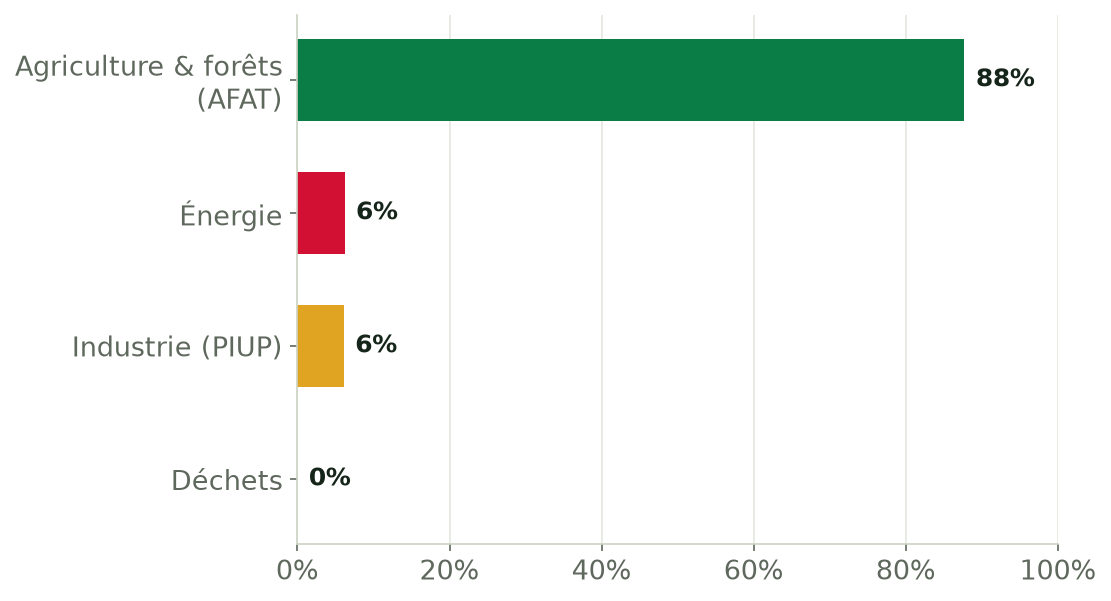 Agriculture & forêts
(AFAT)
88%
Énergie
6%
Industrie (PIUP)
6%
Déchets
0%
0%
20%
40%
60%
80%
100%